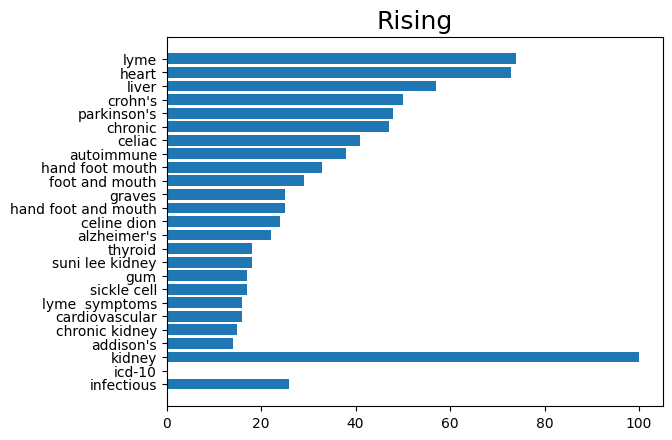 Rising
lyme
heart
liver
crohn's
parkinson's
chronic
celiac
autoimmune
hand foot mouth
foot and mouth
graves
hand foot and mouth
celine dion
alzheimer's
thyroid
suni lee kidney
gum
sickle cell
lyme  symptoms
cardiovascular
chronic kidney
addison's
kidney
icd-10
infectious
0 20 40 60 80 100